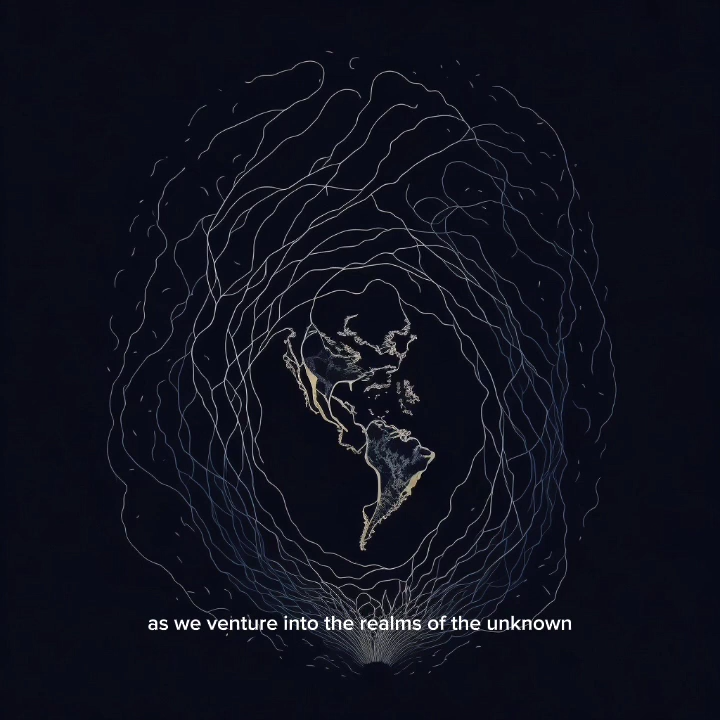 as we venture into the realms of the unknown